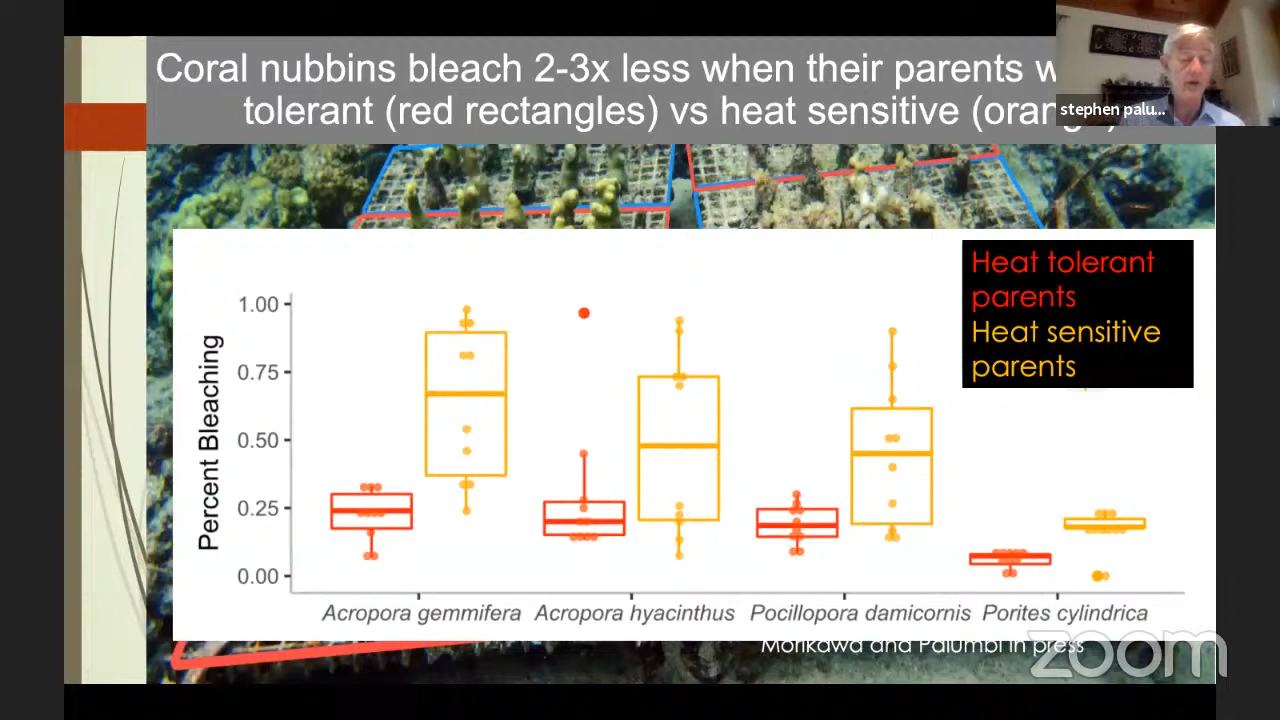 Coral nubbins bleach 2-3x less when their parents
tolerant (red rectangles) vs heat sensitive
stephen palu...
Heat tolerant
parents
Heat sensitive
parents
Percent Bleaching
1.00
0.75
0.50
0.25
0.00
Acropora gemmifera
Acropora hyacinthus
Pocillopora damicornis
Porites cylindrica
Morikawa and Palumbi in press
zoom